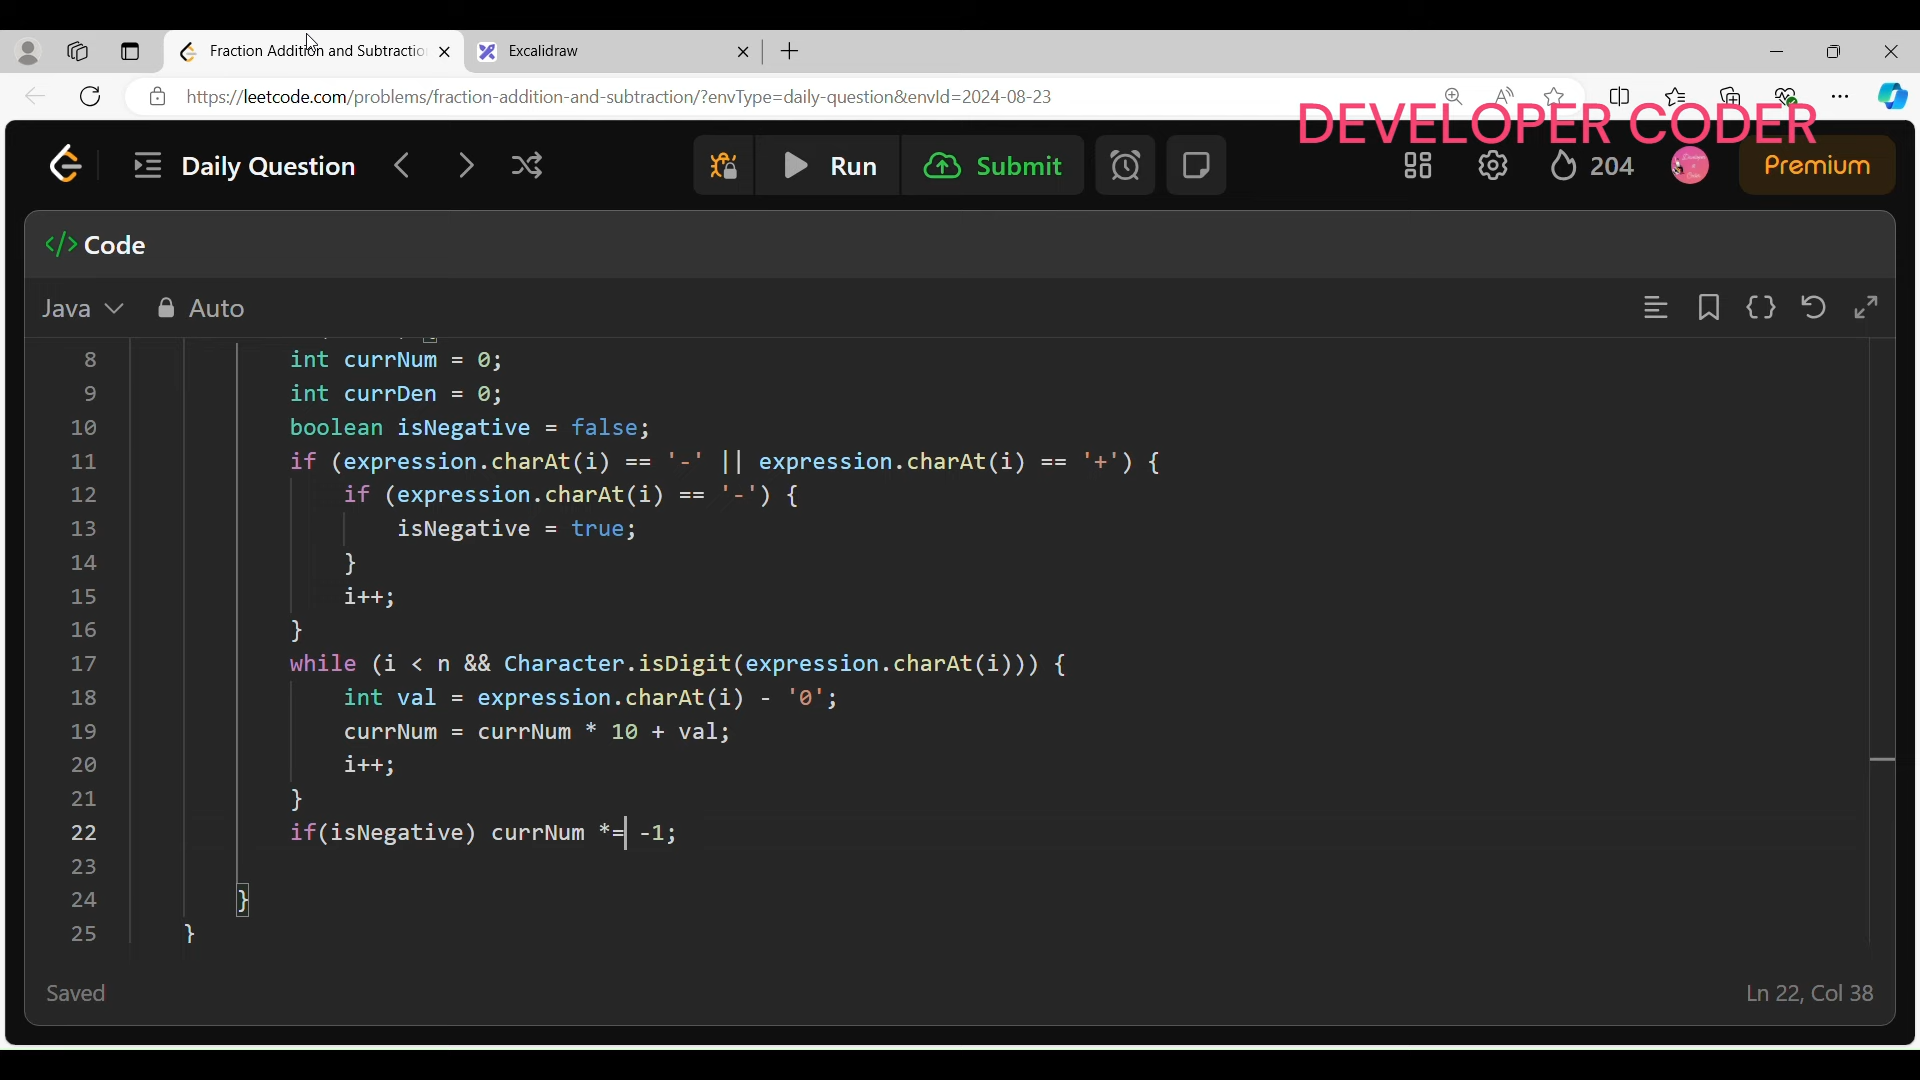 Fraction Addition and Subtractio
Excalidraw
https://leetcode.com/problems/fraction-addition-and-subtraction/?envType=daily-question&envId=2024-08-23
DEVELOPER CODER
Daily Question
Run
Submit
204
Premium
</> Code
Java
Auto
8 int currNum = 0;
9 int currDen = 0;
10 boolean isNegative = false;
11 if (expression.charAt(i) == '-' || expression.charAt(i) == '+') {
12 if (expression.charAt(i) == '-') {
13 isNegative = true;
14 }
15 i++;
16 }
17 while (i < n && Character.isDigit(expression.charAt(i))) {
18 int val = expression.charAt(i) - '0';
19 currNum = currNum * 10 + val;
20 i++;
21 }
22 if(isNegative) currNum *= -1;
23
24 }
25 }
Saved
Ln 22, Col 38